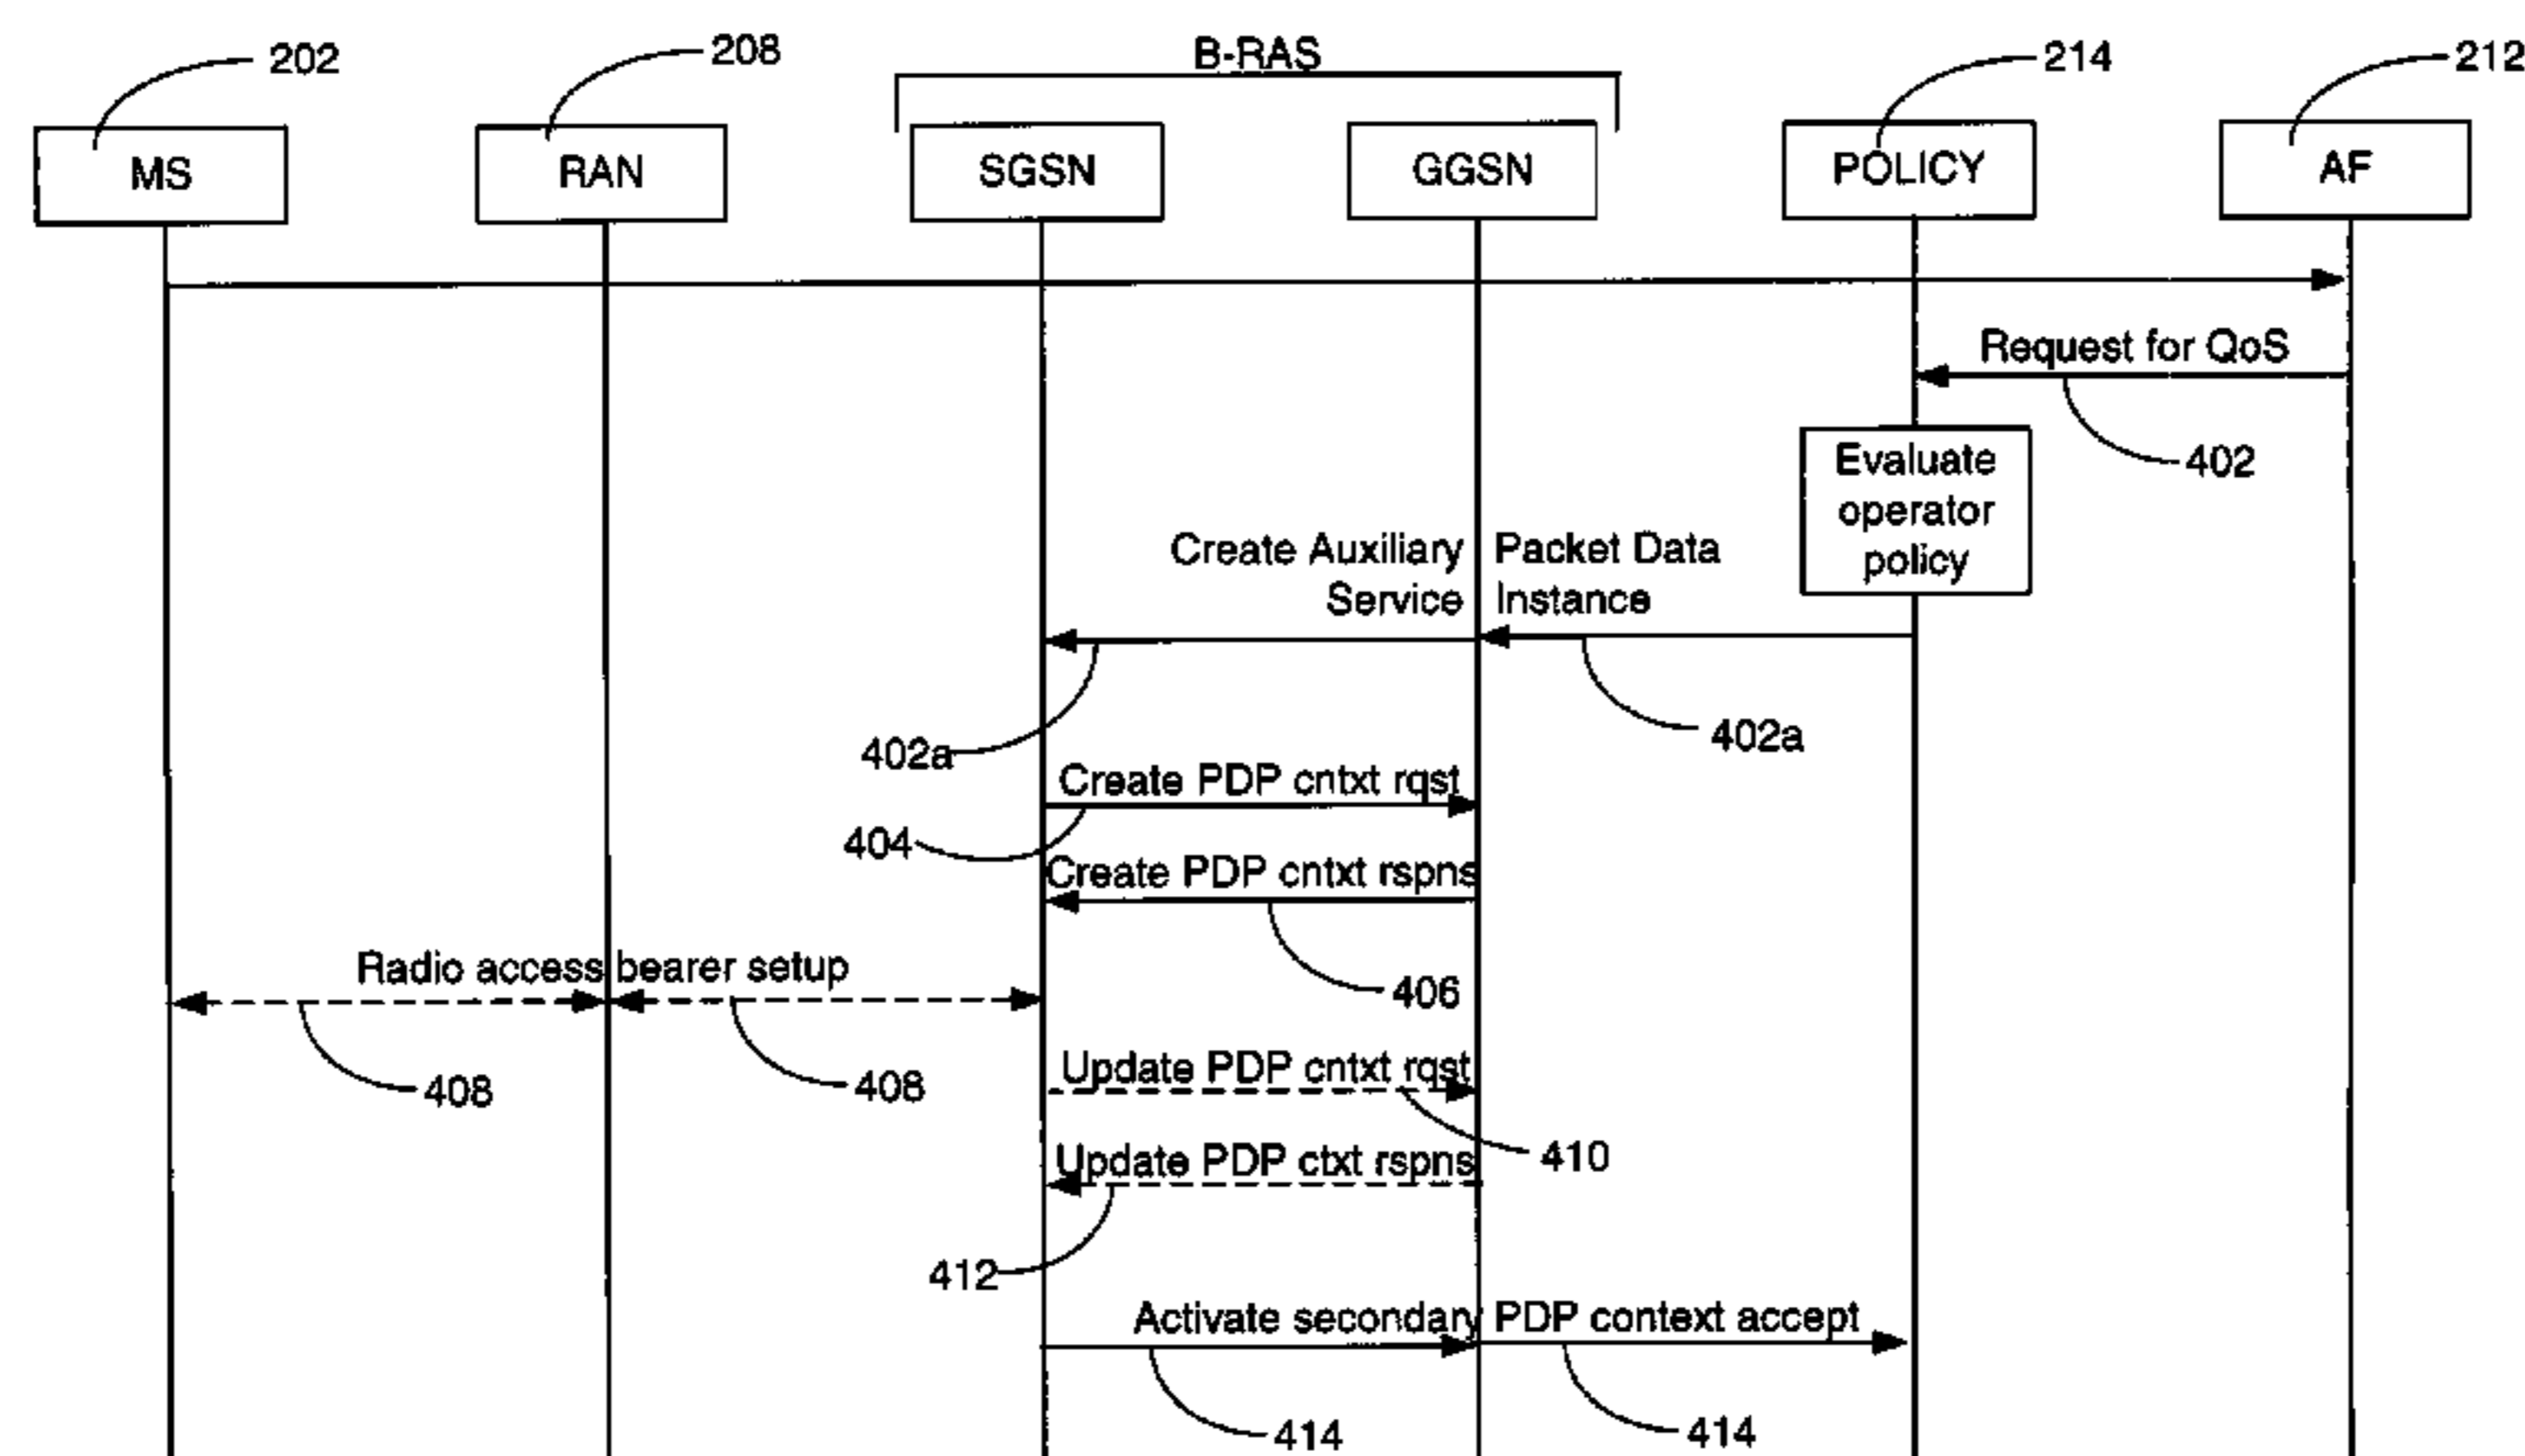 202
208
B-RAS
214
212
MS
RAN
SGSN
GGSN
POLICY
AF
Request for QoS
402
Evaluate
operator
policy
Create Auxiliary Packet Data
Service Instance
402a
402a
Create PDP cntxt rqst
404
Create PDP cntxt rspns
406
Radio access bearer setup
408
408
Update PDP cntxt rqst
410
Update PDP ctxt rspns
412
Activate secondary PDP context accept
414
414